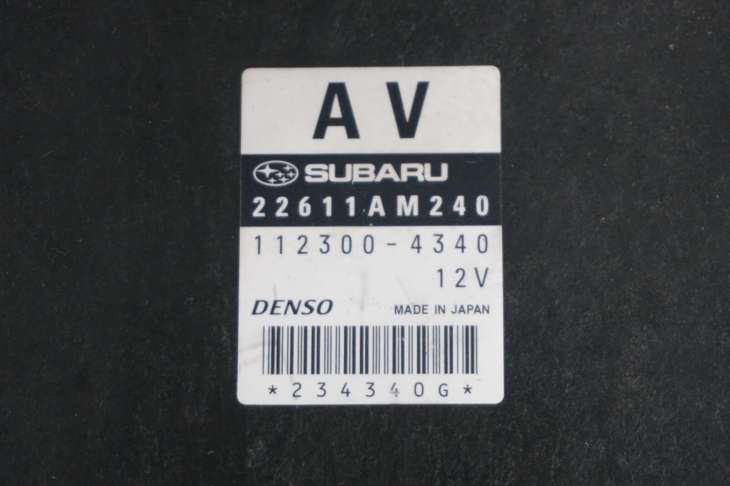 AV
SUBARU
22611AM240
112300-4340
12V
DENSO MADE IN JAPAN
*234340G*